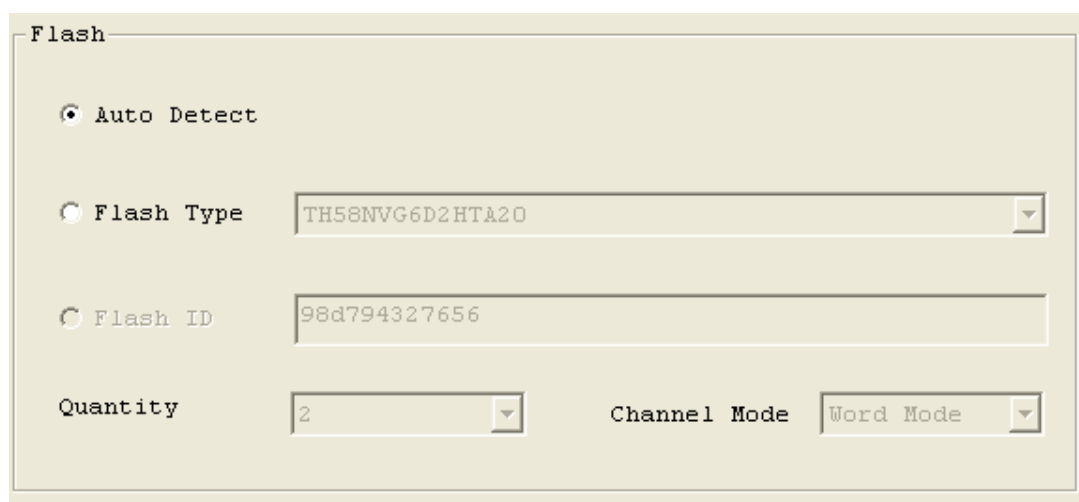 Flash
Auto Detect
Flash Type TH58NVG6D2HTA20
Flash ID 98d794327656
Quantity 2 Channel Mode Word Mode